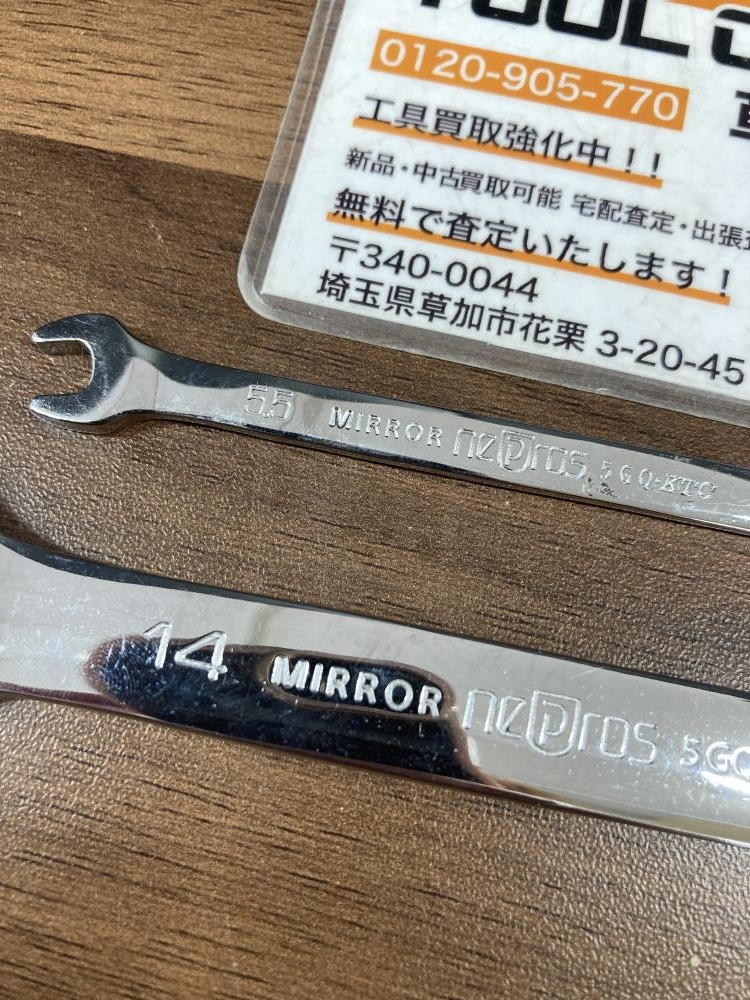 TOOL
0120-905-770
工具買取強化中！！
新品・中古買取可能 宅配査定・出張
無料で査定いたします！
〒340-0044
埼玉県草加市花栗 3-20-45
5.5 MIRROR nepros 5GQ-KTC
14 MIRROR nepros 5GQ